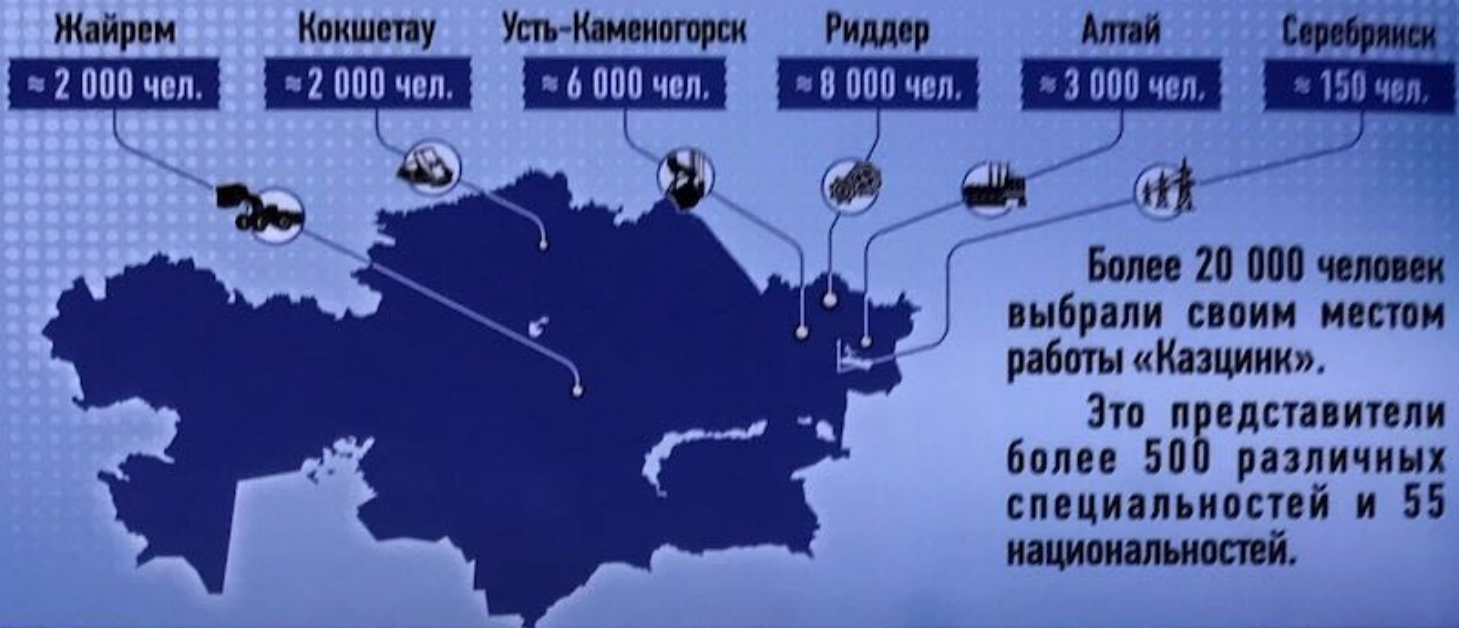 Жайрем
Кокшетау
Усть-Каменогорск
Риддер
Алтай
Серебрянск
≈ 2 000 чел.
≈ 2 000 чел.
≈ 6 000 чел.
≈ 8 000 чел.
≈ 3 000 чел.
≈ 150 чел.
Более 20 000 человек
выбрали своим местом
работы «Казцинк».
Это представители
более 500 различных
специальностей и 55
национальностей.